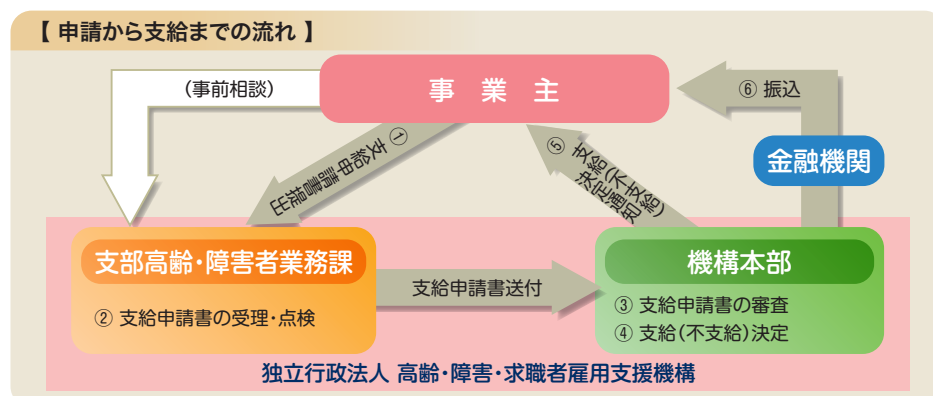 【 申請から支給までの流れ 】
(事前相談)
事 業 主
⑥ 振込
① 支給申請書提出
⑤ 支給(不支給)
決定通知
金融機関
支部高齢・障害者業務課
② 支給申請書の受理・点検
支給申請書送付
機構本部
③ 支給申請書の審査
④ 支給(不支給)決定
独立行政法人 高齢・障害・求職者雇用支援機構